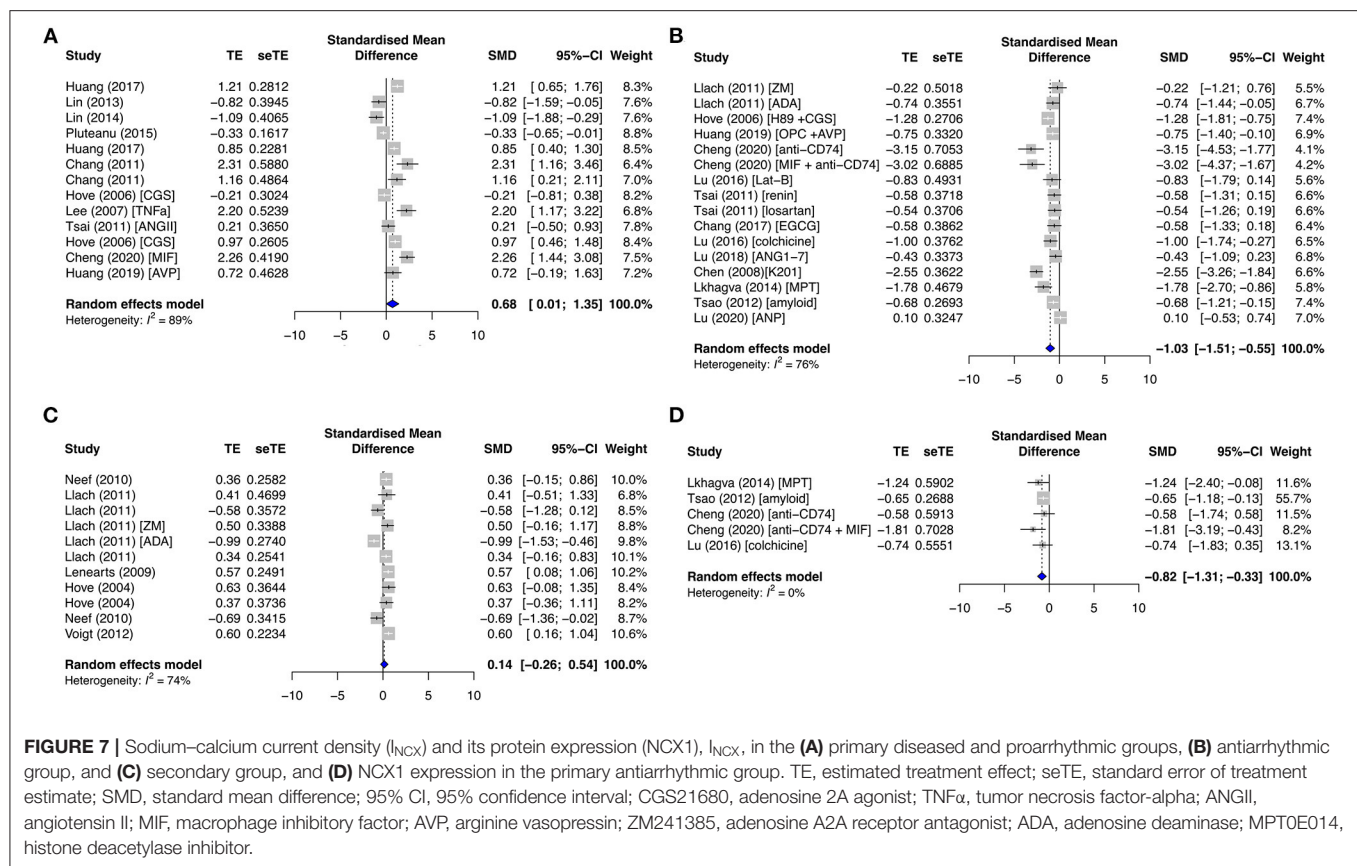 A
Standardised Mean
Study TE seTE Difference SMD 95%−CI Weight
Huang (2017) 1.21 0.2812 1.21 [ 0.65; 1.76] 8.3%
Lin (2013) −0.82 0.3945 −0.82 [−1.59; −0.05] 7.6%
Lin (2014) −1.09 0.4065 −1.09 [−1.88; −0.29] 7.6%
Pluteanu (2015) −0.33 0.1617 −0.33 [−0.65; −0.01] 8.8%
Huang 2017) 0.85 0.2281 0.85 [ 0.40; 1.30] 8.5%
Chang (2011) 2.31 0.5880 2.31 [ 1.16; 3.46] 6.4%
Chang (2011) 1.16 0.4864 1.16 [ 0.21; 2.11] 7.0%
Hove (2006) [CGS] −0.21 0.3024 −0.21 [−0.81; 0.38] 8.2%
Lee (2007) [TNFa] 2.20 0.5239 2.20 [ 1.17; 3.22] 6.8%
Tsai (2011) [ANGII] 0.21 0.3650 0.21 [−0.50; 0.93] 7.8%
Hove (2006) [CGS] 0.97 0.2605 0.97 [ 0.46; 1.48] 8.4%
Cheng (2020) [MIF] 2.26 0.4190 2.26 [ 1.44; 3.08] 7.5%
Huang (2019) [AVP] 0.72 0.4628 0.72 [−0.19; 1.63] 7.2%
Random effects model 0.68 [ 0.01; 1.35] 100.0%
Heterogeneity: I² = 89%
−10 −5 0 5 10
B
Standardised Mean
Study TE seTE Difference SMD 95%−CI Weight
Llach (2011) [ZM] −0.22 0.5018 −0.22 [−1.21; 0.76] 5.5%
Llach (2011) [ADA] −0.74 0.3551 −0.74 [−1.44; −0.05] 6.7%
Hove (2006) [H89 +CGS] −1.28 0.2706 −1.28 [−1.81; −0.75] 7.4%
Huang (2019) [OPC +AVP] −0.75 0.3320 −0.75 [−1.40; −0.10] 6.9%
Cheng (2020) [anti-CD74] −3.15 0.7053 −3.15 [−4.53; −1.77] 4.1%
Cheng (2020) [MIF + anti-CD74] −3.02 0.6885 −3.02 [−4.37; −1.67] 4.2%
Lu (2016) [Lat-B] −0.83 0.4931 −0.83 [−1.79; 0.14] 5.6%
Tsai (2011) [renin] −0.58 0.3718 −0.58 [−1.31; 0.15] 6.6%
Tsai (2011) [losartan] −0.54 0.3706 −0.54 [−1.26; 0.19] 6.6%
Chang (2017) [EGCG] −0.58 0.3862 −0.58 [−1.33; 0.18] 6.4%
Lu (2016) [colchicine] −1.00 0.3762 −1.00 [−1.74; −0.27] 6.5%
Lu (2018) [ANG1−7] −0.43 0.3373 −0.43 [−1.09; 0.23] 6.8%
Chen (2008)[K201] −2.55 0.3622 −2.55 [−3.26; −1.84] 6.6%
Lkhagva (2014) [MPT] −1.78 0.4679 −1.78 [−2.70; −0.86] 5.8%
Tsao (2012) [amyloid] −0.68 0.2693 −0.68 [−1.21; −0.15] 7.4%
Lu (2020) [ANP] 0.10 0.3247 0.10 [−0.53; 0.74] 7.0%
Random effects model −1.03 [−1.51; −0.55] 100.0%
Heterogeneity: I² = 76%
−10 −5 0 5 10
C
Standardised Mean
Study TE seTE Difference SMD 95%−CI Weight
Neef (2010) 0.36 0.2582 0.36 [−0.15; 0.86] 10.0%
Llach (2011) 0.41 0.4699 0.41 [−0.51; 1.33] 6.8%
Llach (2011) −0.58 0.3572 −0.58 [−1.28; 0.12] 8.5%
Llach (2011) [ZM] 0.50 0.3388 0.50 [−0.16; 1.17] 8.8%
Llach (2011) [ADA] −0.99 0.2740 −0.99 [−1.53; −0.46] 9.8%
Llach (2011) 0.34 0.2541 0.34 [−0.16; 0.83] 10.1%
Lenearts (2009) 0.57 0.2491 0.57 [ 0.08; 1.06] 10.2%
Hove (2004) 0.63 0.3644 0.63 [−0.08; 1.35] 8.4%
Hove (2004) 0.37 0.3736 0.37 [−0.36; 1.11] 8.2%
Neef (2010) −0.69 0.3415 −0.69 [−1.36; −0.02] 8.7%
Voigt (2012) 0.60 0.2234 0.60 [ 0.16; 1.04] 10.6%
Random effects model 0.14 [−0.26; 0.54] 100.0%
Heterogeneity: I² = 74%
−10 −5 0 5 10
D
Standardised Mean
Study TE seTE Difference SMD 95%−CI Weight
Lkhagva (2014) [MPT] −1.24 0.5902 −1.24 [−2.40; −0.08] 11.6%
Tsao (2012) [amyloid] −0.65 0.2688 −0.65 [−1.18; −0.13] 55.7%
Cheng (2020) [anti-CD74] −0.58 0.5913 −0.58 [−1.74; 0.58] 11.5%
Cheng (2020) [anti-CD74 + MIF] −1.81 0.7028 −1.81 [−3.19; −0.43] 8.2%
Lu (2016) [colchicine] −0.74 0.5551 −0.74 [−1.83; 0.35] 13.1%
Random effects model −0.82 [−1.31; −0.33] 100.0%
Heterogeneity: I² = 0%
−10 −5 0 5 10
FIGURE 7 | Sodium–calcium current density (INCX) and its protein expression (NCX1), INCX, in the (A) primary diseased and proarrhythmic groups, (B) antiarrhythmic
group, and (C) secondary group, and (D) NCX1 expression in the primary antiarrhythmic group. TE, estimated treatment effect; seTE, standard error of treatment
estimate; SMD, standard mean difference; 95% CI, 95% confidence interval; CGS21680, adenosine 2A agonist; TNFα, tumor necrosis factor-alpha; ANGII,
angiotensin II; MIF, macrophage inhibitory factor; AVP, arginine vasopressin; ZM241385, adenosine A2A receptor antagonist; ADA, adenosine deaminase; MPT0E014,
histone deacetylase inhibitor.